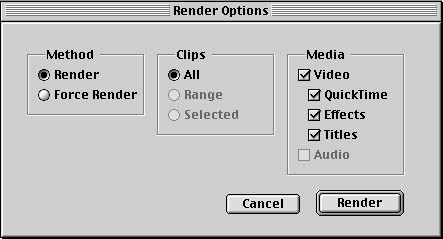 Render Options
Method
Render
Force Render
Clips
All
Range
Selected
Media
Video
QuickTime
Effects
Titles
Audio
Cancel
Render